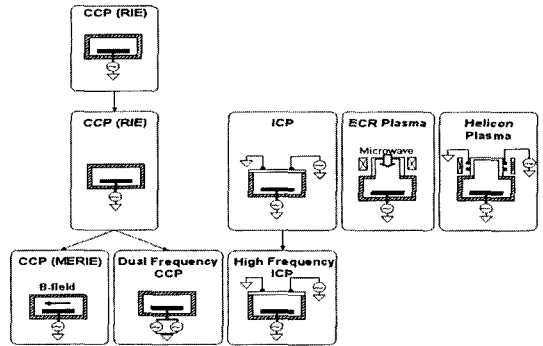 CCP (RIE)
CCP (RIE)
ICP
ECR Plasma
Microwave
Helicon
Plasma
CCP (MERIE)
B-field
Dual Frequency
CCP
High Frequency
ICP